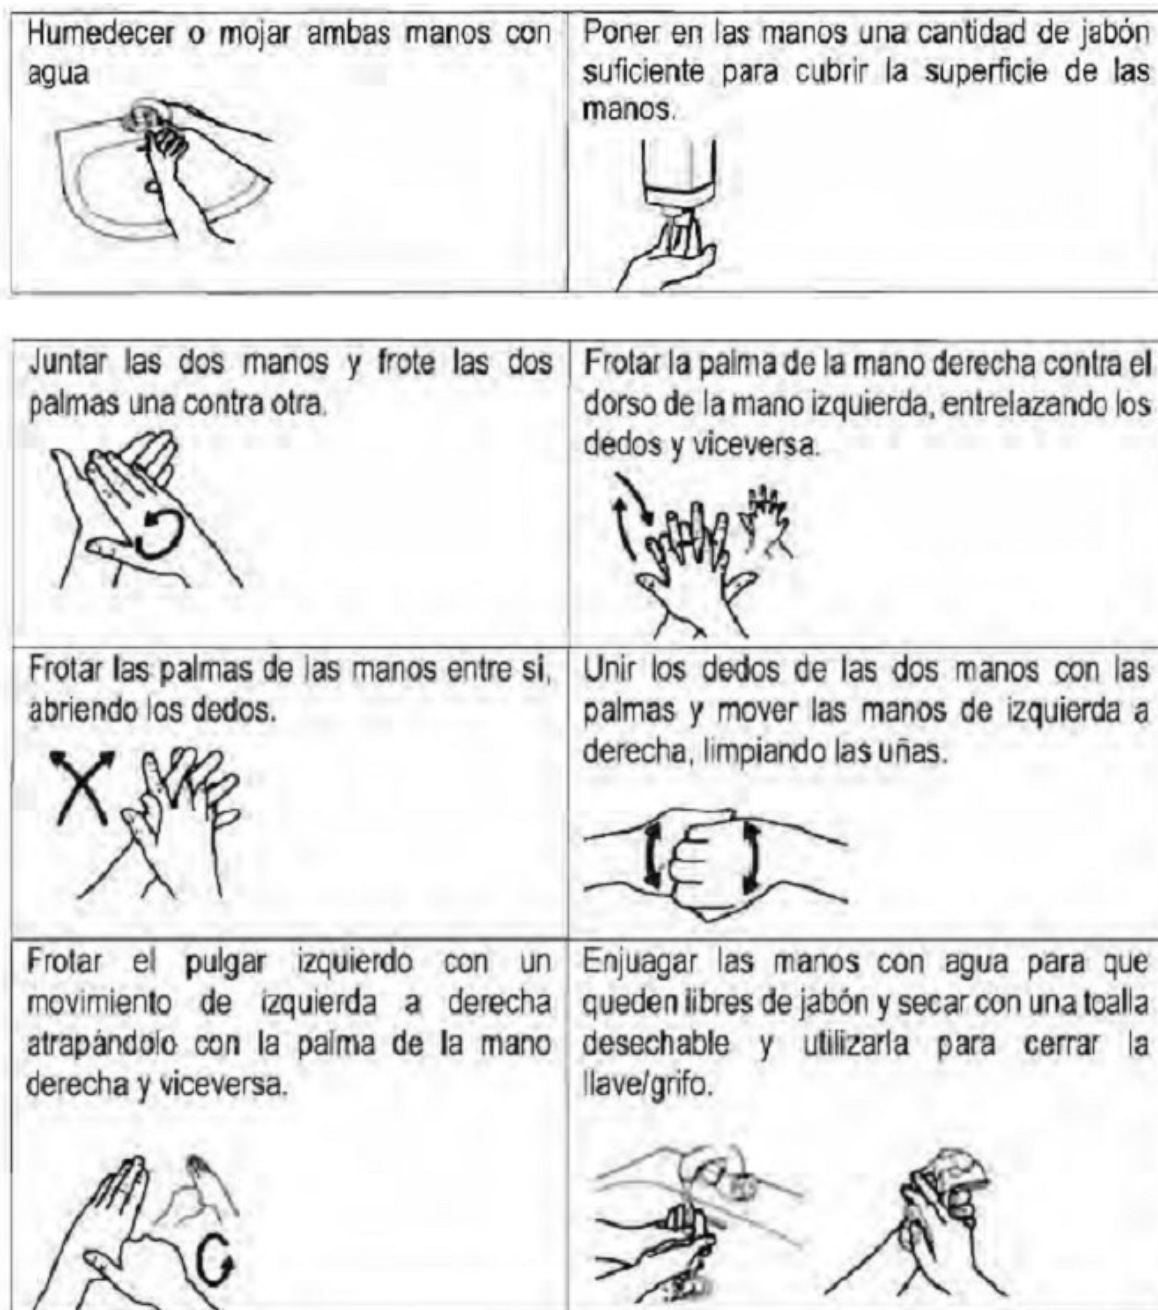 Humedecer o mojar ambas manos con
agua
Poner en las manos una cantidad de jabón
suficiente para cubrir la superficie de las
manos.
Juntar las dos manos y frote las dos
palmas una contra otra.
Frotar la palma de la mano derecha contra el
dorso de la mano izquierda, entrelazando los
dedos y viceversa.
Frotar las palmas de las manos entre si,
abriendo los dedos.
Unir los dedos de las dos manos con las
palmas y mover las manos de izquierda a
derecha, limpiando las uñas.
Frotar el pulgar izquierdo con un
movimiento de izquierda a derecha
atrapándolo con la palma de la mano
derecha y viceversa.
Enjuagar las manos con agua para que
queden libres de jabón y secar con una toalla
desechable y utilizarla para cerrar la
llave/grifo.